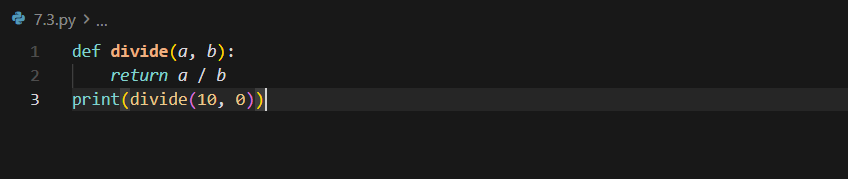 7.3.py > ...
1 def divide(a, b):
2     return a / b
3 print(divide(10, 0))